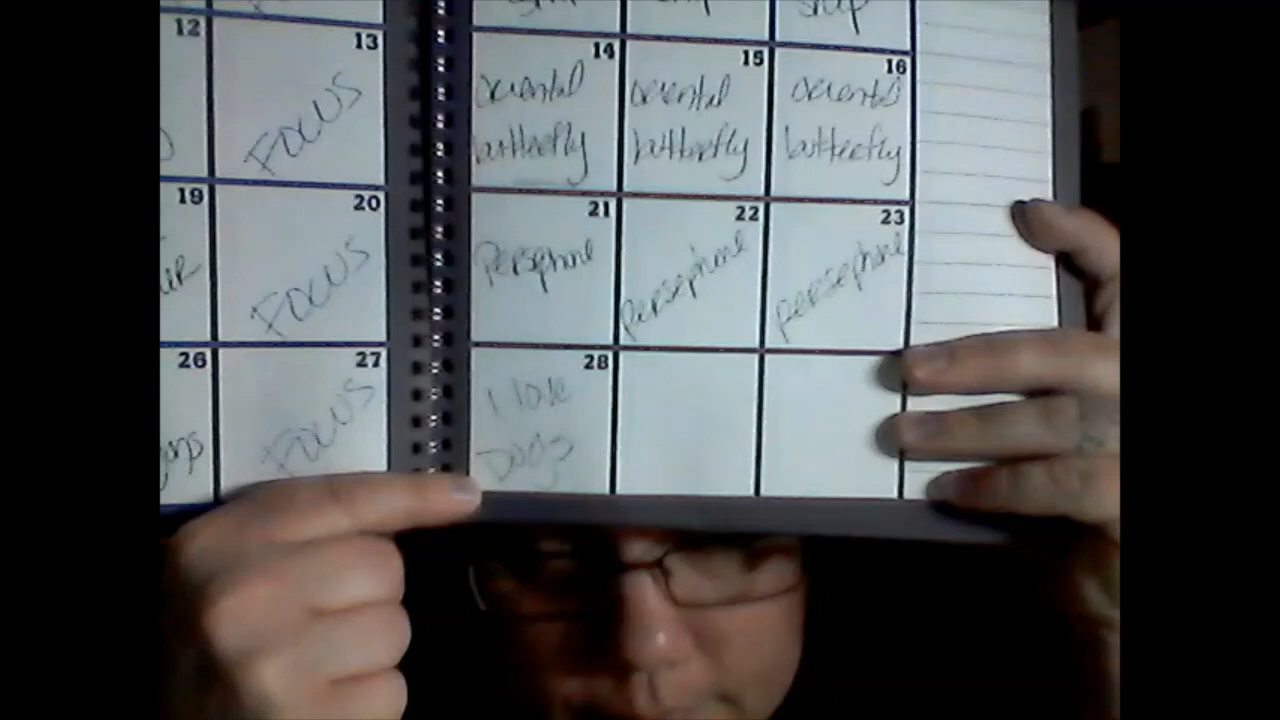 ship
12
13
FOCUS
14
oriental
butterfly
15
oriental
butterfly
16
oriental
butterfly
19
20
FOCUS
21
Persephone
22
persephone
23
persephone
26
27
FOCUS
28
I love
Dogs